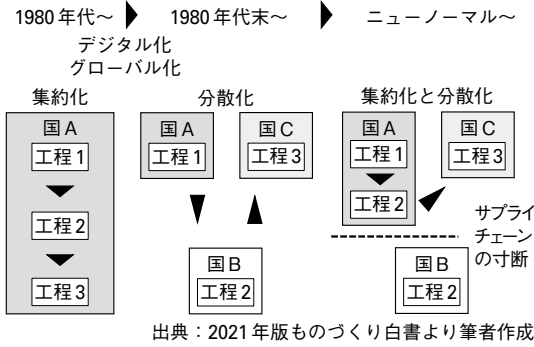 1980年代〜 1980年代末〜 ニューノーマル〜
デジタル化
グローバル化
集約化 分散化 集約化と分散化
国A 国A 国C 国A 国C
工程1 工程1 工程3 工程1 工程3
工程2 工程2
サプライ
チェーン
の寸断
国B 国B
工程3 工程2 工程2
出典：2021年版ものづくり白書より筆者作成